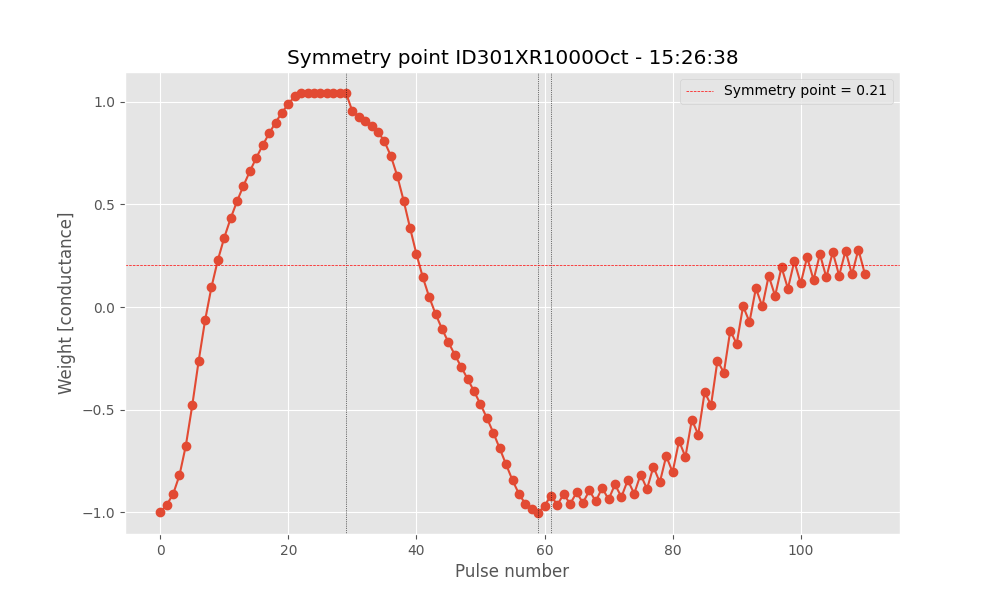 Symmetry point ID301XR1000Oct - 15:26:38
Symmetry point = 0.21
1.0
0.5
0.0
−0.5
−1.0
Weight [conductance]
0 20 40 60 80 100
Pulse number